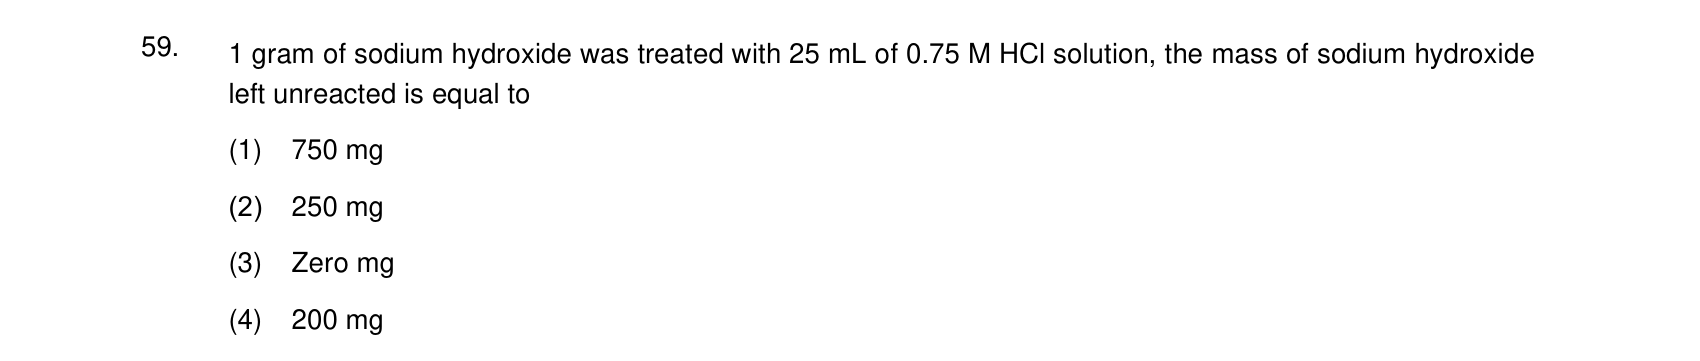 59. 1 gram of sodium hydroxide was treated with 25 mL of 0.75 M HCl solution, the mass of sodium hydroxide
left unreacted is equal to
(1) 750 mg
(2) 250 mg
(3) Zero mg
(4) 200 mg